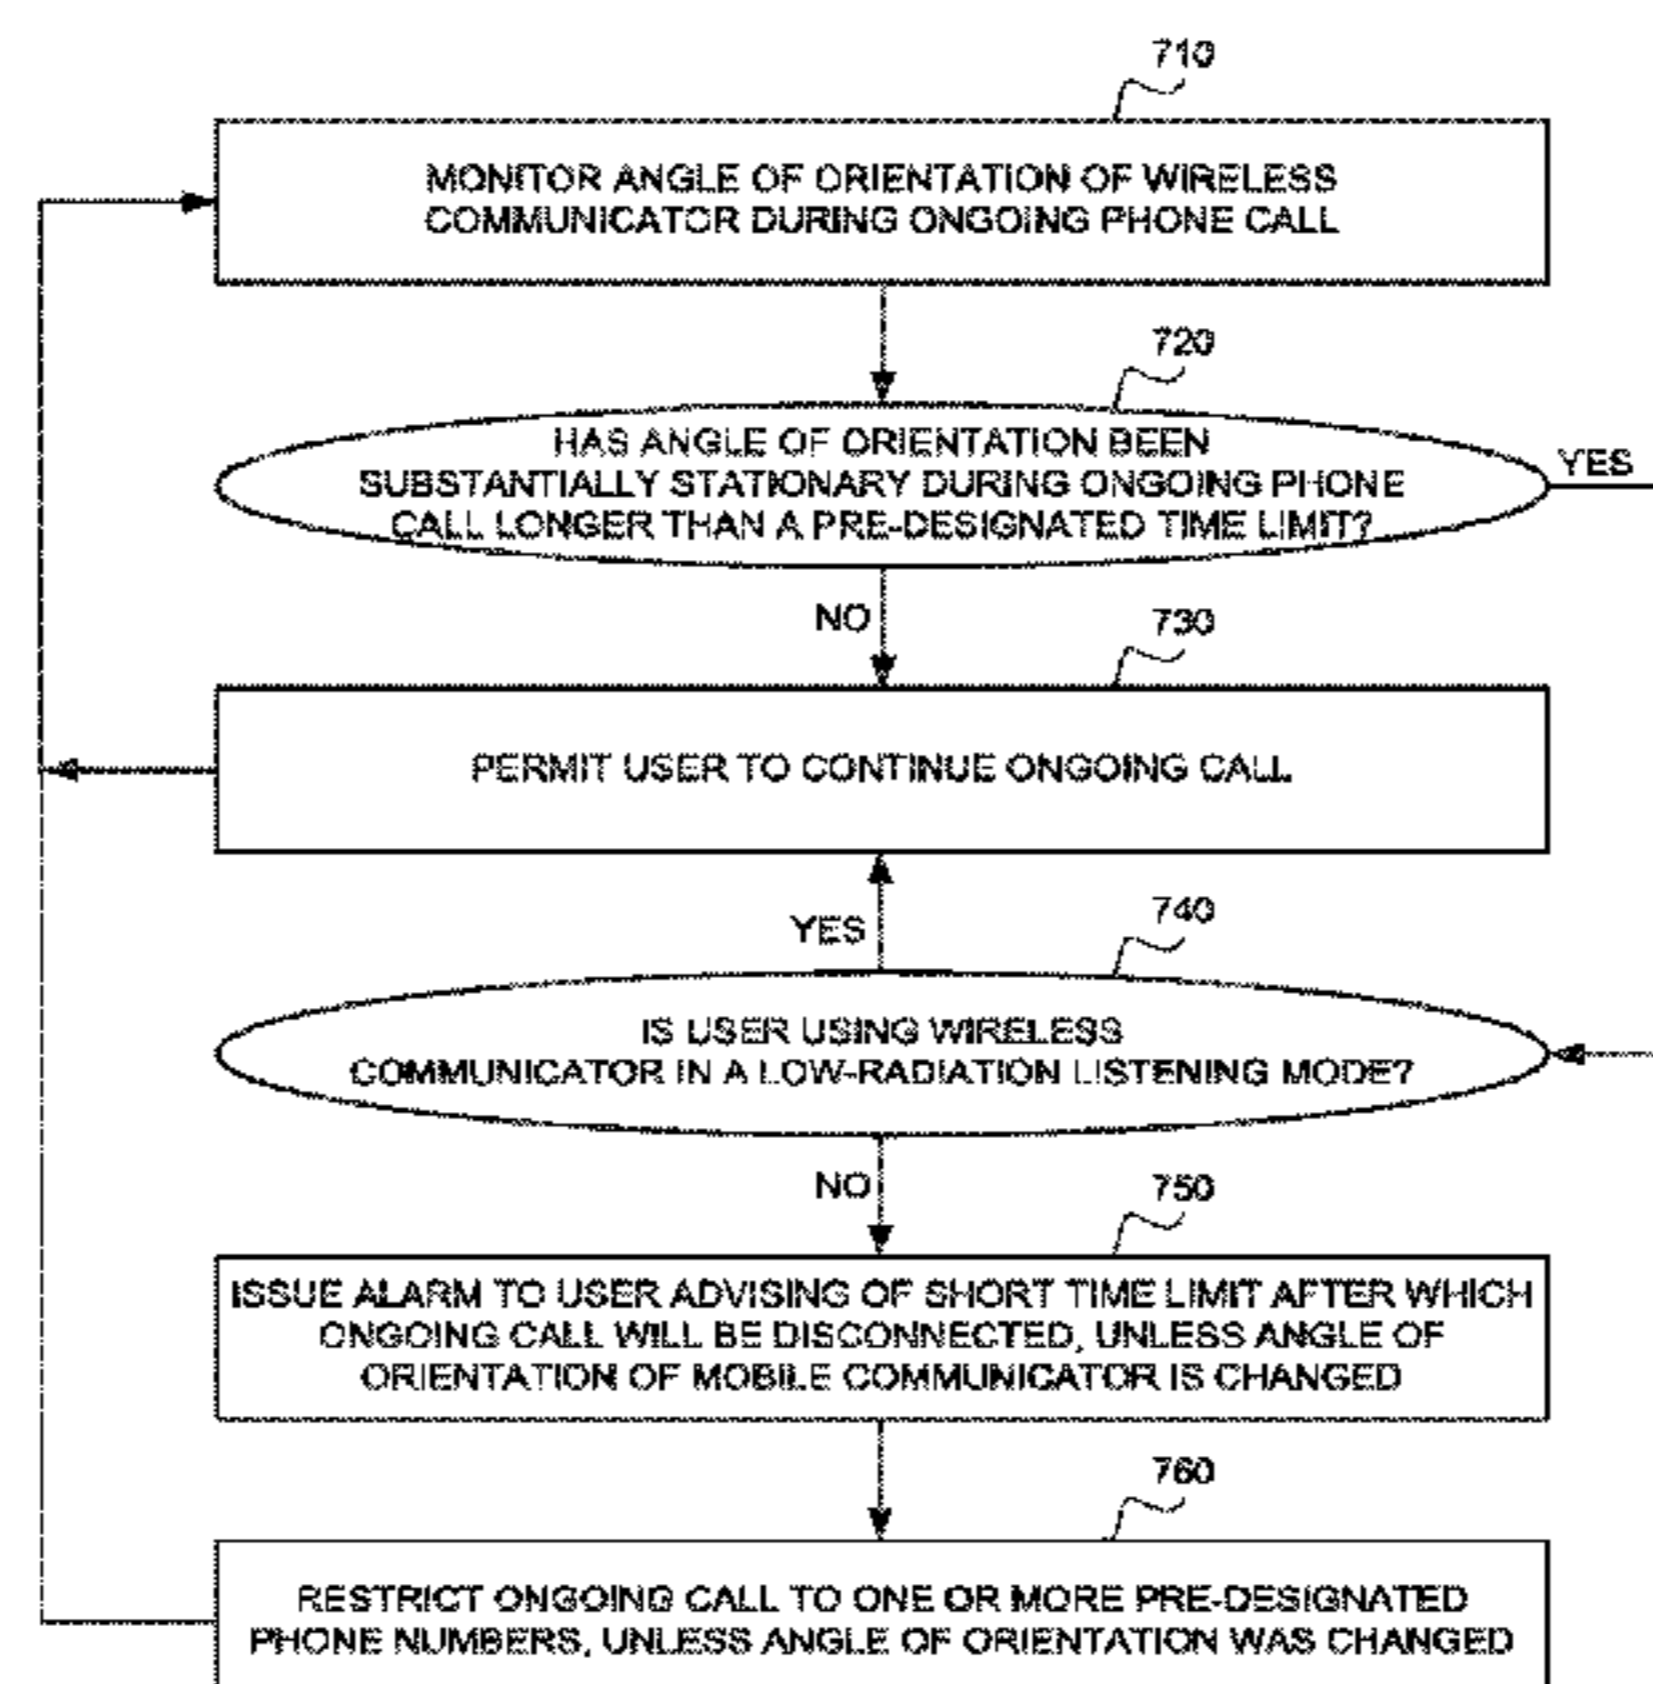 710
MONITOR ANGLE OF ORIENTATION OF WIRELESS
COMMUNICATOR DURING ONGOING PHONE CALL
720
HAS ANGLE OF ORIENTATION BEEN
SUBSTANTIALLY STATIONARY DURING ONGOING PHONE
CALL LONGER THAN A PRE-DESIGNATED TIME LIMIT?
YES
NO
730
PERMIT USER TO CONTINUE ONGOING CALL
YES
740
IS USER USING WIRELESS
COMMUNICATOR IN A LOW-RADIATION LISTENING MODE?
NO
750
ISSUE ALARM TO USER ADVISING OF SHORT TIME LIMIT AFTER WHICH
ONGOING CALL WILL BE DISCONNECTED, UNLESS ANGLE OF
ORIENTATION OF MOBILE COMMUNICATOR IS CHANGED
760
RESTRICT ONGOING CALL TO ONE OR MORE PRE-DESIGNATED
PHONE NUMBERS, UNLESS ANGLE OF ORIENTATION WAS CHANGED